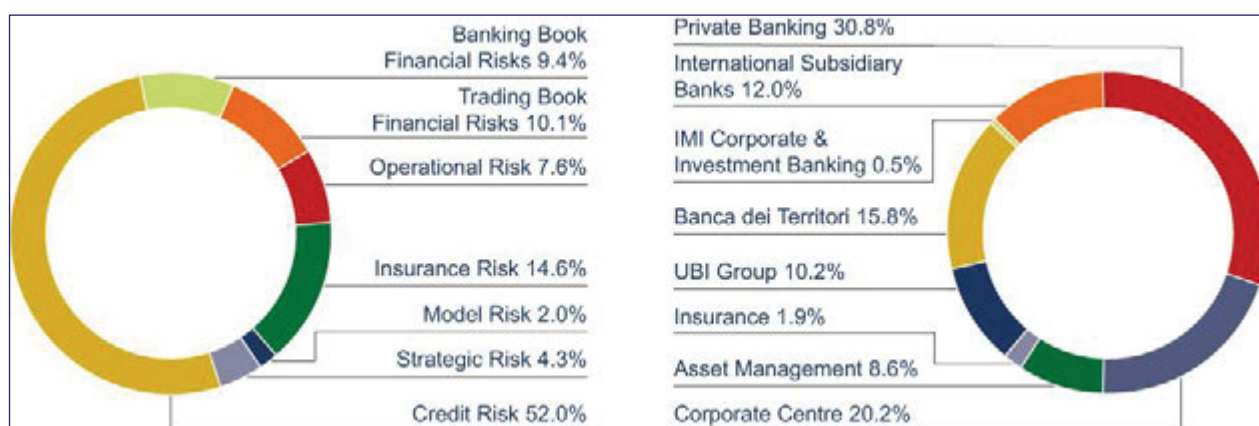 Banking Book
Financial Risks 9.4%
Trading Book
Financial Risks 10.1%
Operational Risk 7.6%
Insurance Risk 14.6%
Model Risk 2.0%
Strategic Risk 4.3%
Credit Risk 52.0%
Private Banking 30.8%
International Subsidiary
Banks 12.0%
IMI Corporate &
Investment Banking 0.5%
Banca dei Territori 15.8%
UBI Group 10.2%
Insurance 1.9%
Asset Management 8.6%
Corporate Centre 20.2%